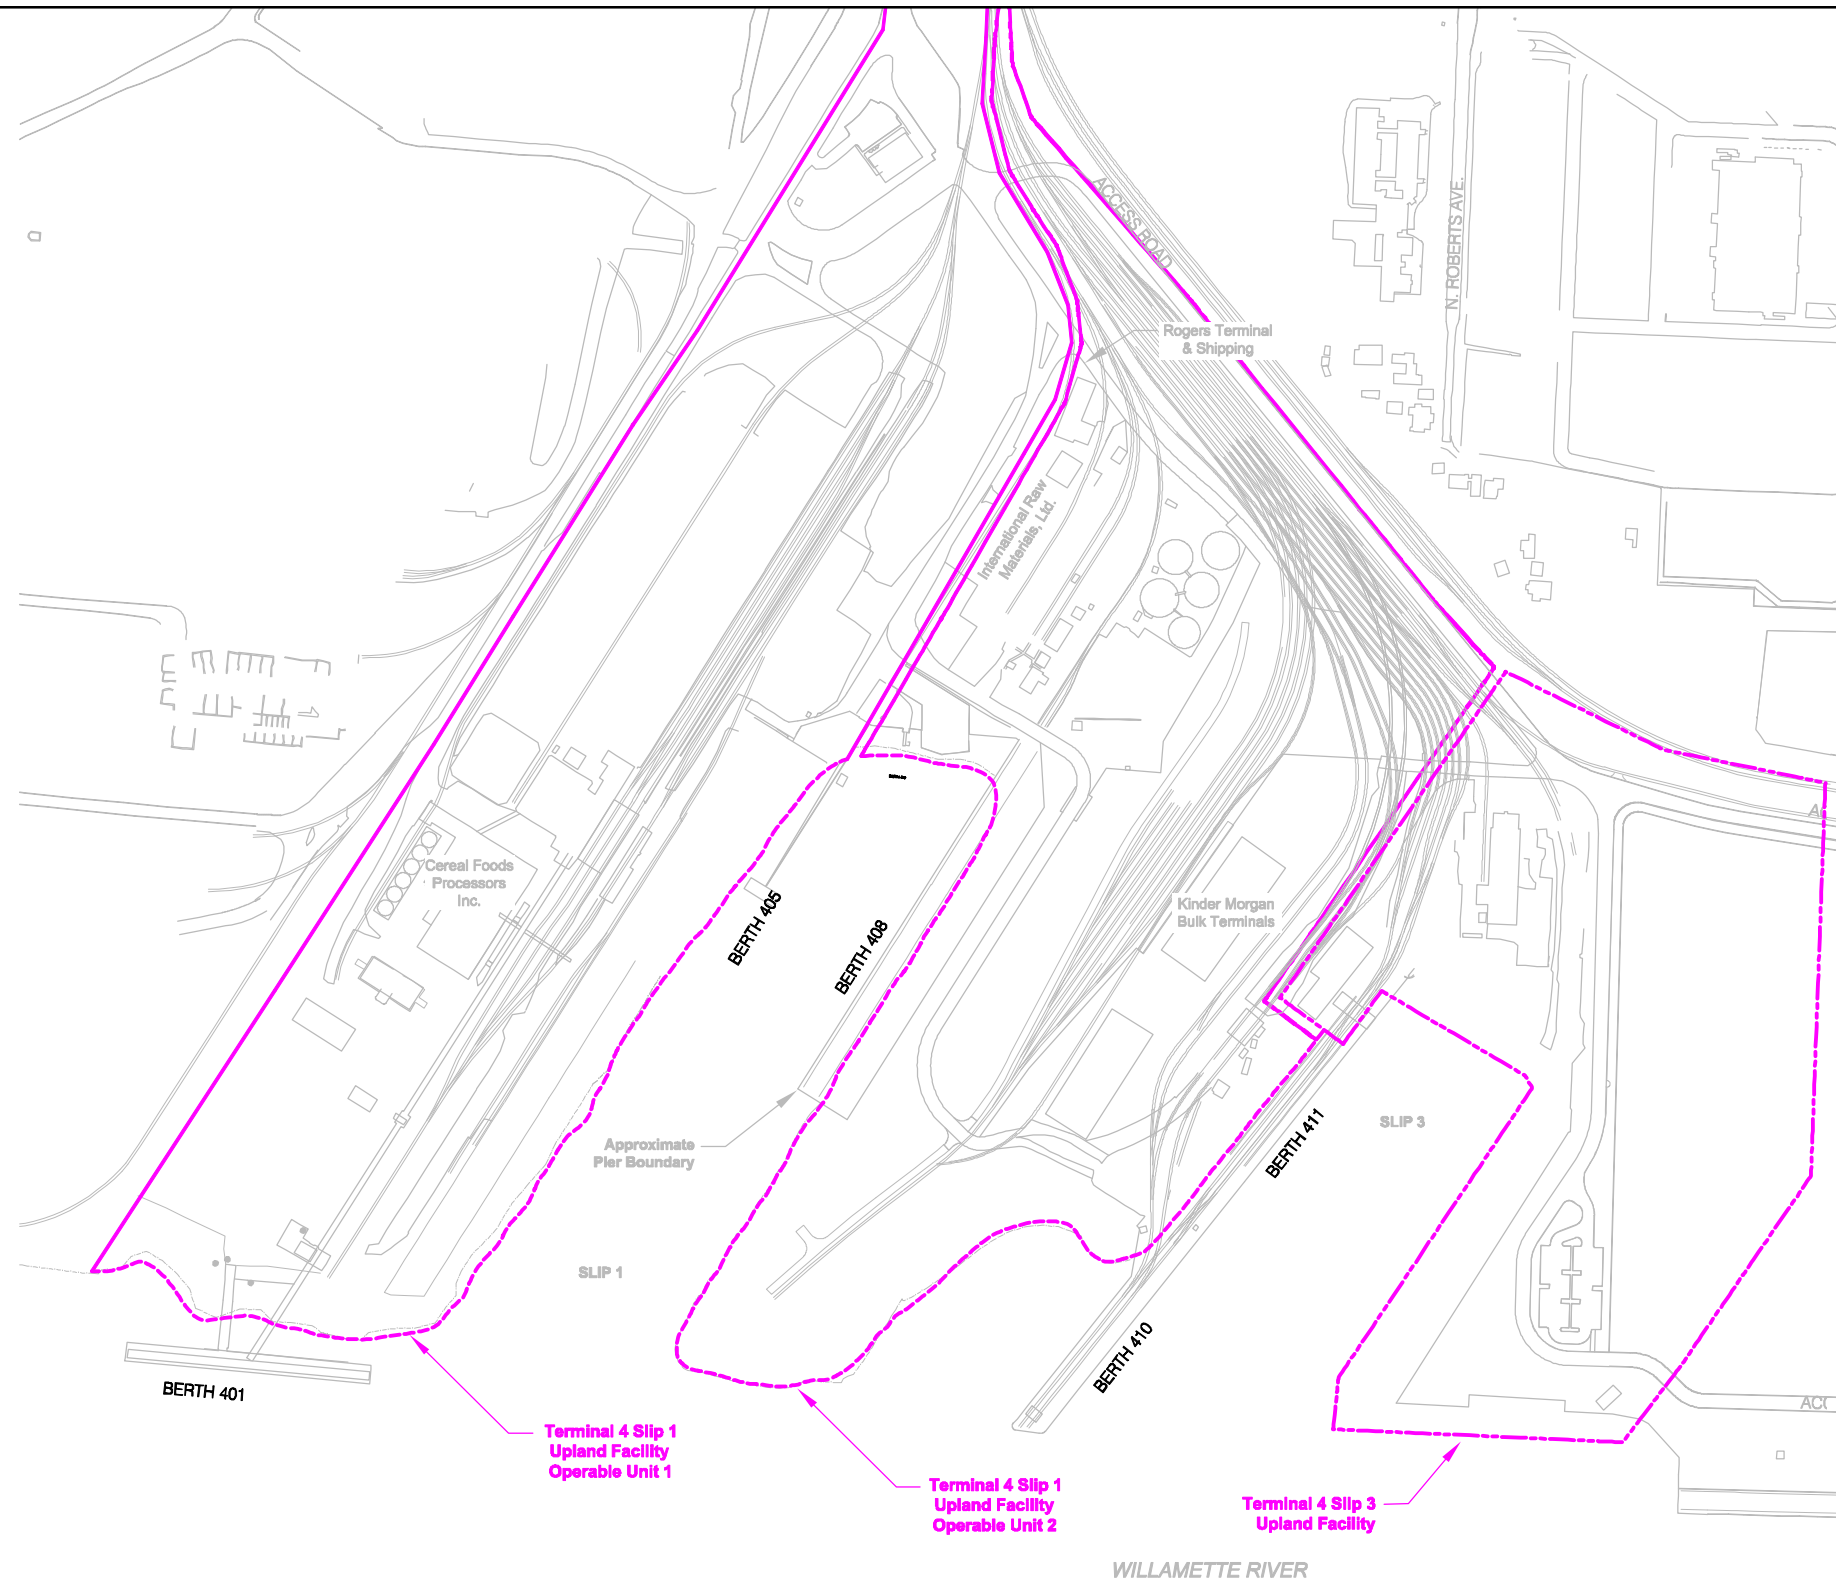 ACCESS ROAD
N. ROBERTS AVE.
Rogers Terminal
& Shipping
International Raw
Materials, Ltd.
Cereal Foods
Processors
Inc.
Kinder Morgan
Bulk Terminals
BERTH 405
BERTH 408
Approximate
Pier Boundary
SLIP 3
BERTH 411
SLIP 1
BERTH 410
BERTH 401
ACC
Terminal 4 Slip 1
Upland Facility
Operable Unit 1
Terminal 4 Slip 1
Upland Facility
Operable Unit 2
Terminal 4 Slip 3
Upland Facility
WILLAMETTE RIVER